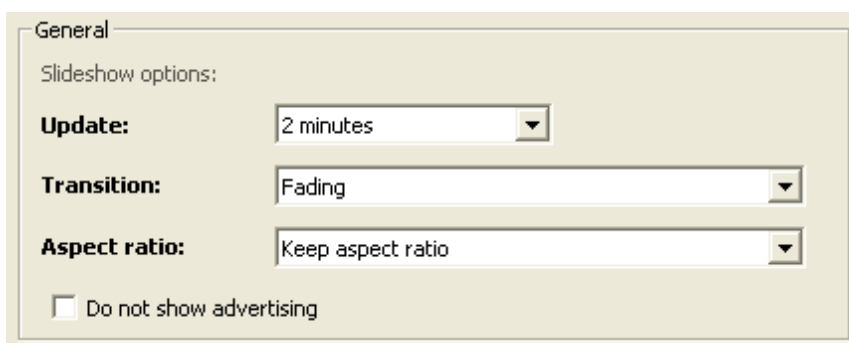 General
Slideshow options:
Update: 2 minutes
Transition: Fading
Aspect ratio: Keep aspect ratio
Do not show advertising